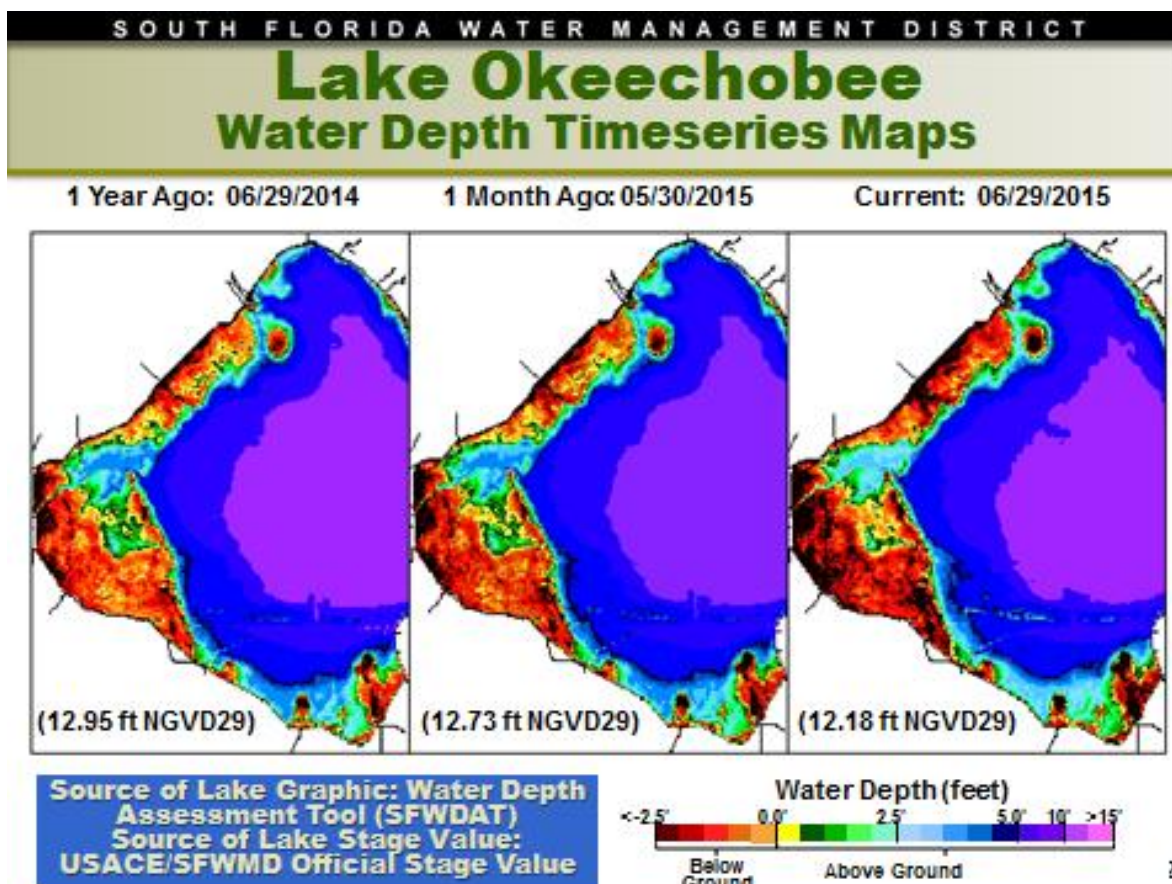 SOUTH FLORIDA WATER MANAGEMENT DISTRICT
Lake Okeechobee
Water Depth Timeseries Maps
1 Year Ago: 06/29/2014
1 Month Ago: 05/30/2015
Current: 06/29/2015
(12.95 ft NGVD29)
(12.73 ft NGVD29)
(12.18 ft NGVD29)
Source of Lake Graphic: Water Depth
Assessment Tool (SFWDAT)
Source of Lake Stage Value:
USACE/SFWMD Official Stage Value
Water Depth (feet)
<-2.5' 0.0' 2.5' 5.0' 10' >15'
Below
Ground
Above Ground